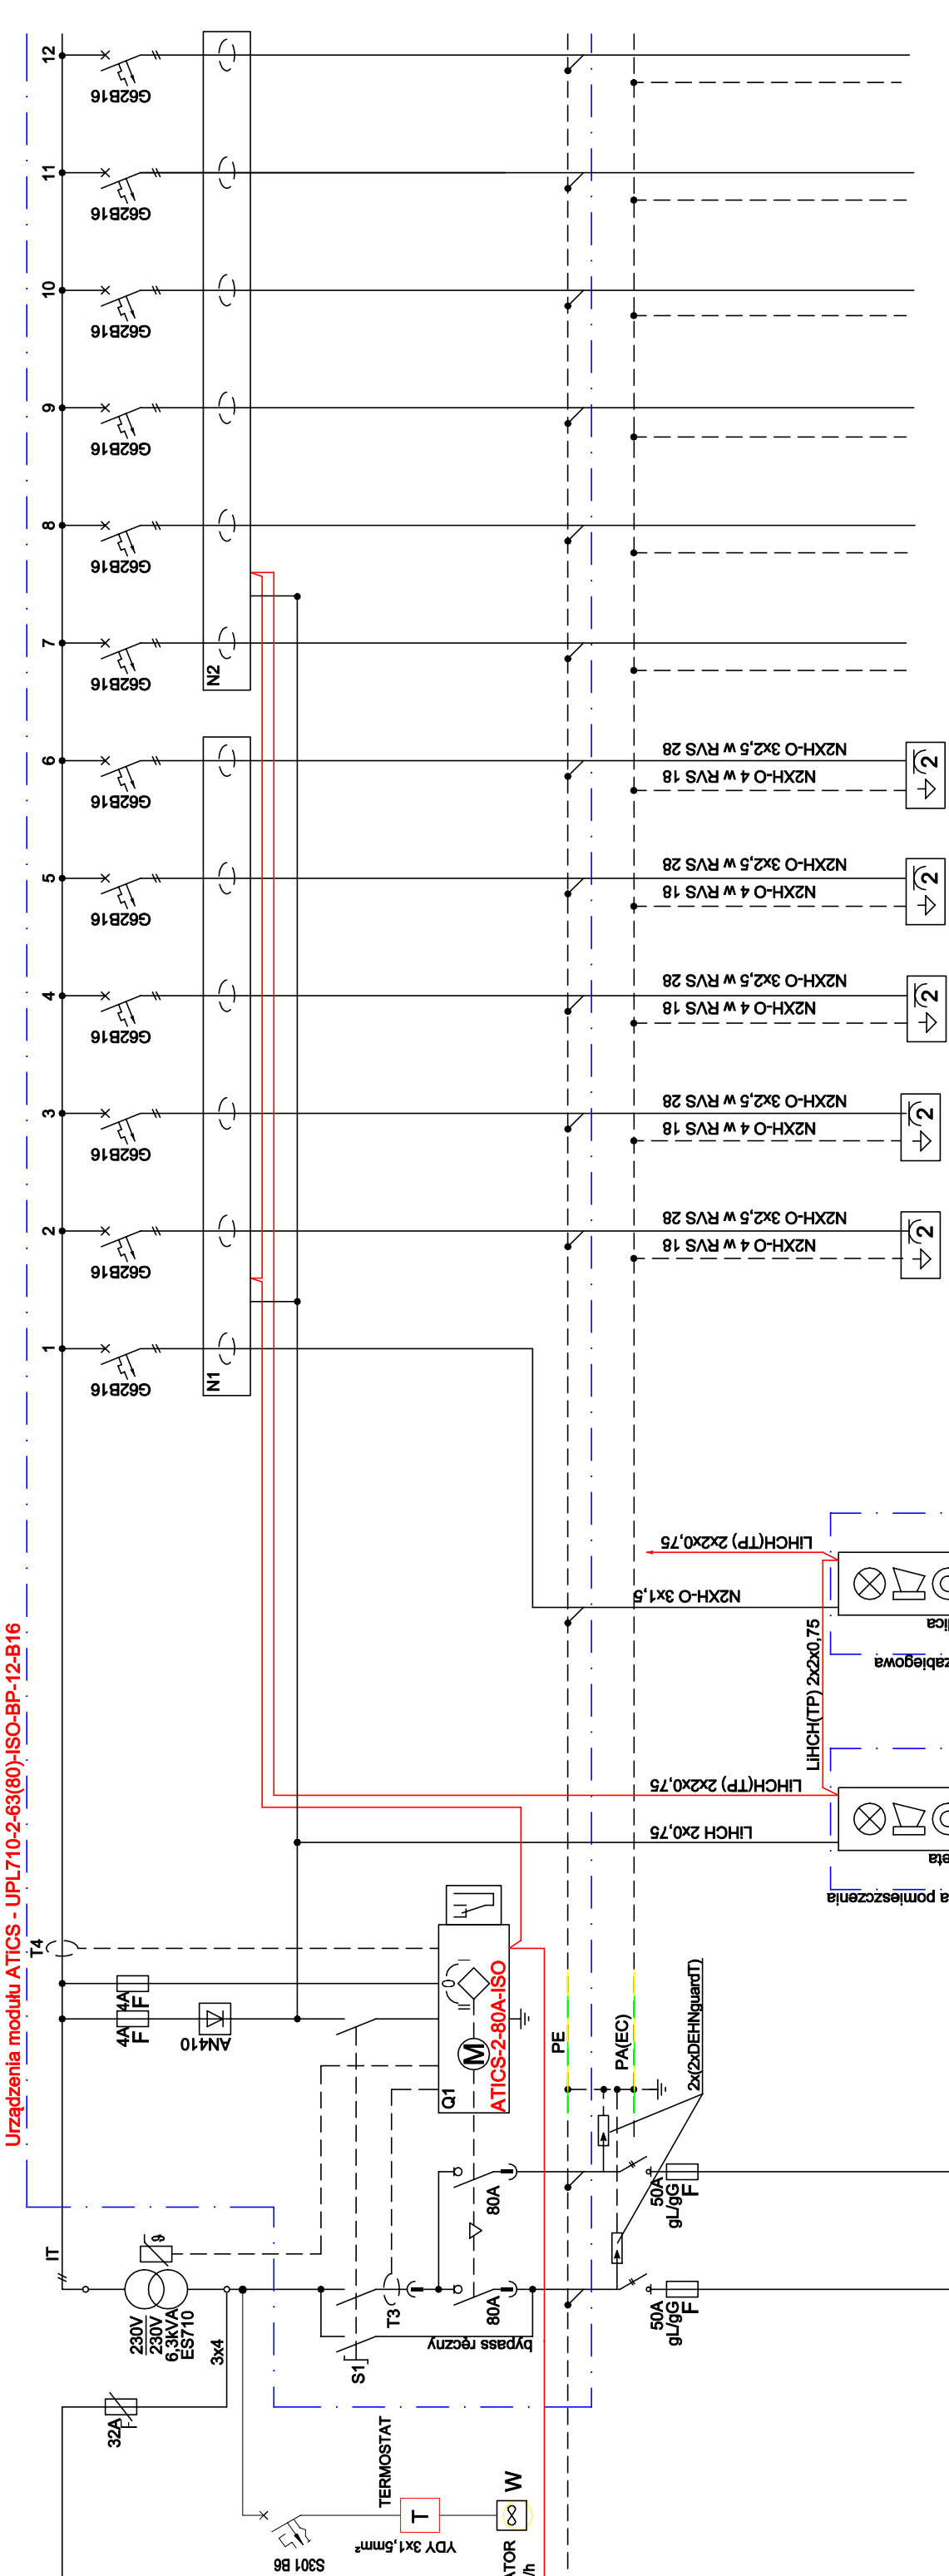 Urządzenia modułu ATICS - UPL710-2-63(80)-ISO-BP-12-B16
12
G62B16
11
G62B16
10
G62B16
9
G62B16
8
G62B16
7
G62B16
N2
6
G62B16
N2XH-O 3x2,5 w RVS 28
N2XH-O 4 w RVS 18
2
5
G62B16
N2XH-O 3x2,5 w RVS 28
N2XH-O 4 w RVS 18
2
4
G62B16
N2XH-O 3x2,5 w RVS 28
N2XH-O 4 w RVS 18
2
3
G62B16
N2XH-O 3x2,5 w RVS 28
N2XH-O 4 w RVS 18
2
2
G62B16
N2XH-O 3x2,5 w RVS 28
N2XH-O 4 w RVS 18
2
1
G62B16
N1
LiHCH(TP) 2x2x0,75
N2XH-O 3x1,5
zabiegowa
LiHCH(TP) 2x2x0,75
LiHCH(TP) 2x2x0,75
LiHCH 2x0,75
a pomieszczenia
T4
4A
F
4A
F
AN410
I
0
II
M
Q1
ATICS-2-80A-ISO
PE
PA(EC)
2x(2xDEHNguardT)
IT
ϑ
230V
230V
6,3kVA
ES710
3x4
T3
80A
80A
bypass ręczny
S1
50A
gL/gG
F
50A
gL/gG
F
32A
S301 B6
TERMOSTAT
T
YDY 3x1,5mm²
W